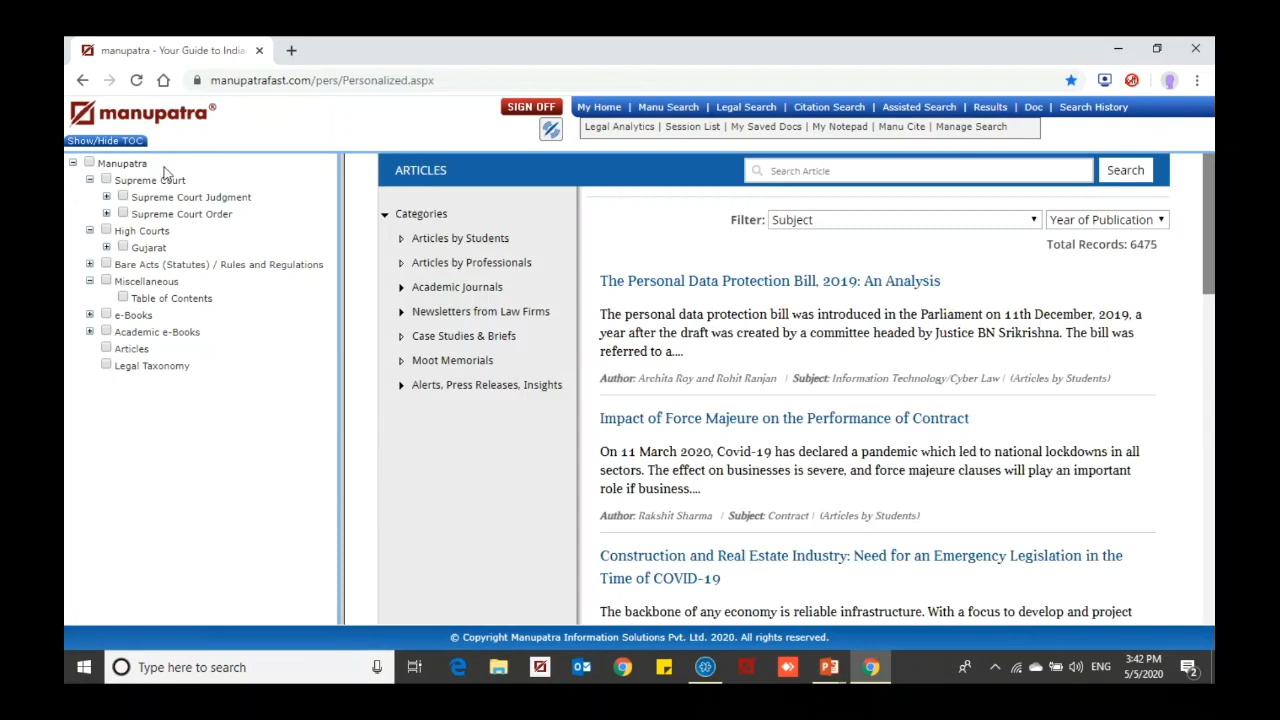 manupatra - Your Guide to India
manupatrafast.com/pers/Personalized.aspx
manupatra®
SIGN OFF
My Home | Manu Search | Legal Search | Citation Search | Assisted Search | Results | Doc | Search History
Legal Analytics | Session List | My Saved Docs | My Notepad | Manu Cite | Manage Search
Show/Hide TOC
Manupatra
Supreme Court
Supreme Court Judgment
Supreme Court Order
High Courts
Gujarat
Bare Acts (Statutes) / Rules and Regulations
Miscellaneous
Table of Contents
e-Books
Academic e-Books
Articles
Legal Taxonomy
ARTICLES
Search Article
Search
Categories
Articles by Students
Articles by Professionals
Academic Journals
Newsletters from Law Firms
Case Studies & Briefs
Moot Memorials
Alerts, Press Releases, Insights
Filter: Subject
Year of Publication
Total Records: 6475
The Personal Data Protection Bill, 2019: An Analysis
The personal data protection bill was introduced in the Parliament on 11th December, 2019, a
year after the draft was created by a committee headed by Justice BN Srikrishna. The bill was
referred to a....
Author: Archita Roy and Rohit Ranjan | Subject: Information Technology/Cyber Law | (Articles by Students)
Impact of Force Majeure on the Performance of Contract
On 11 March 2020, Covid-19 has declared a pandemic which led to national lockdowns in all
sectors. The effect on businesses is severe, and force majeure clauses will play an important
role if business....
Author: Rakshit Sharma | Subject: Contract | (Articles by Students)
Construction and Real Estate Industry: Need for an Emergency Legislation in the
Time of COVID-19
The backbone of any economy is reliable infrastructure. With a focus to develop and project
© Copyright Manupatra Information Solutions Pvt. Ltd. 2020. All rights reserved.
Type here to search
ENG
3:42 PM
5/5/2020
2